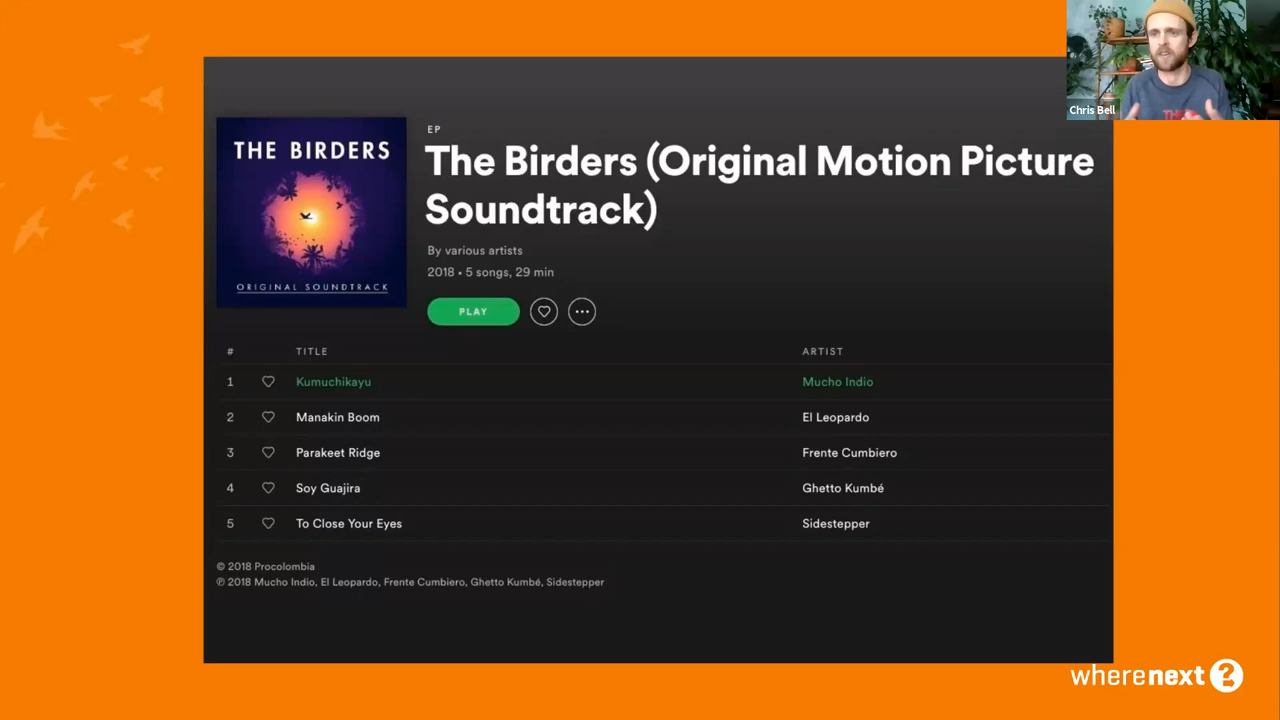 Chris Bell
THE BIRDERS
ORIGINAL SOUNDTRACK
EP
The Birders (Original Motion Picture
Soundtrack)
By various artists
2018 • 5 songs, 29 min
PLAY
# TITLE ARTIST
1 Kumuchikayu Mucho Indio
2 Manakin Boom El Leopardo
3 Parakeet Ridge Frente Cumbiero
4 Soy Guajira Ghetto Kumbé
5 To Close Your Eyes Sidestepper
© 2018 Procolombia
℗ 2018 Mucho Indio, El Leopardo, Frente Cumbiero, Ghetto Kumbé, Sidestepper
wherenext?